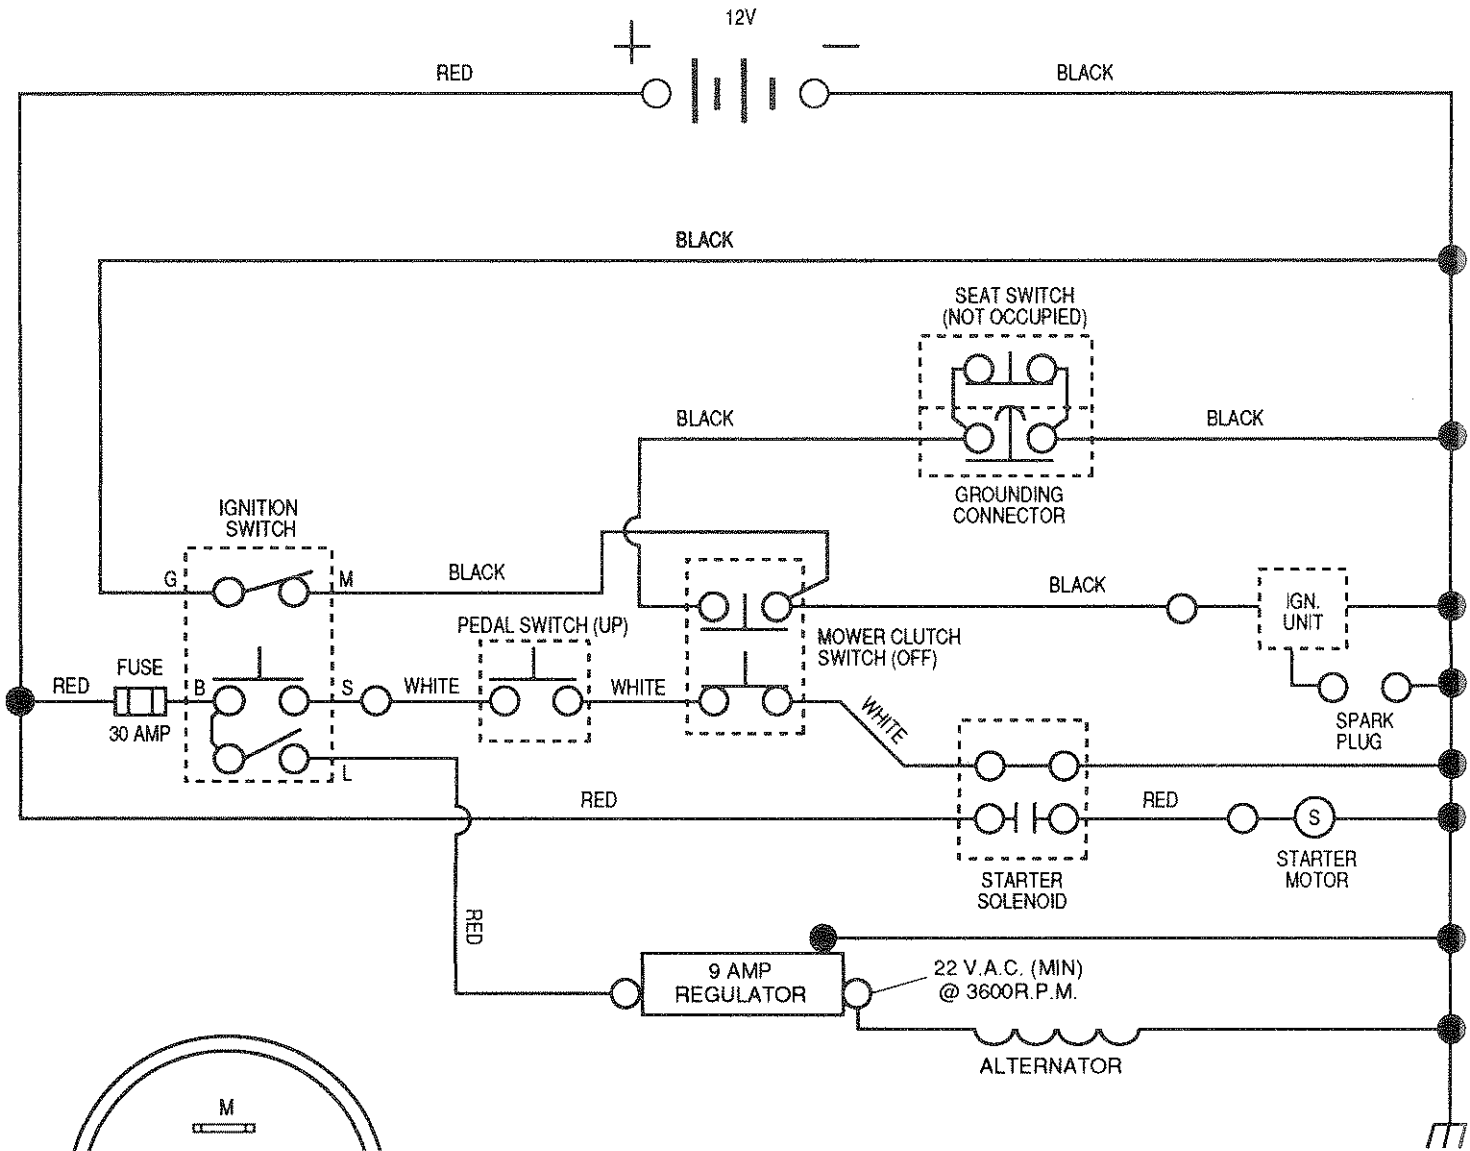 12V
+
−
RED
BLACK
BLACK
SEAT SWITCH
(NOT OCCUPIED)
BLACK
BLACK
GROUNDING
CONNECTOR
IGNITION
SWITCH
G
M
BLACK
BLACK
IGN.
UNIT
PEDAL SWITCH (UP)
MOWER CLUTCH
SWITCH (OFF)
FUSE
RED
B
S
WHITE
WHITE
WHITE
30 AMP
SPARK
PLUG
L
RED
RED
S
STARTER
MOTOR
STARTER
SOLENOID
RED
9 AMP
REGULATOR
22 V.A.C. (MIN)
@ 3600R.P.M.
ALTERNATOR
M